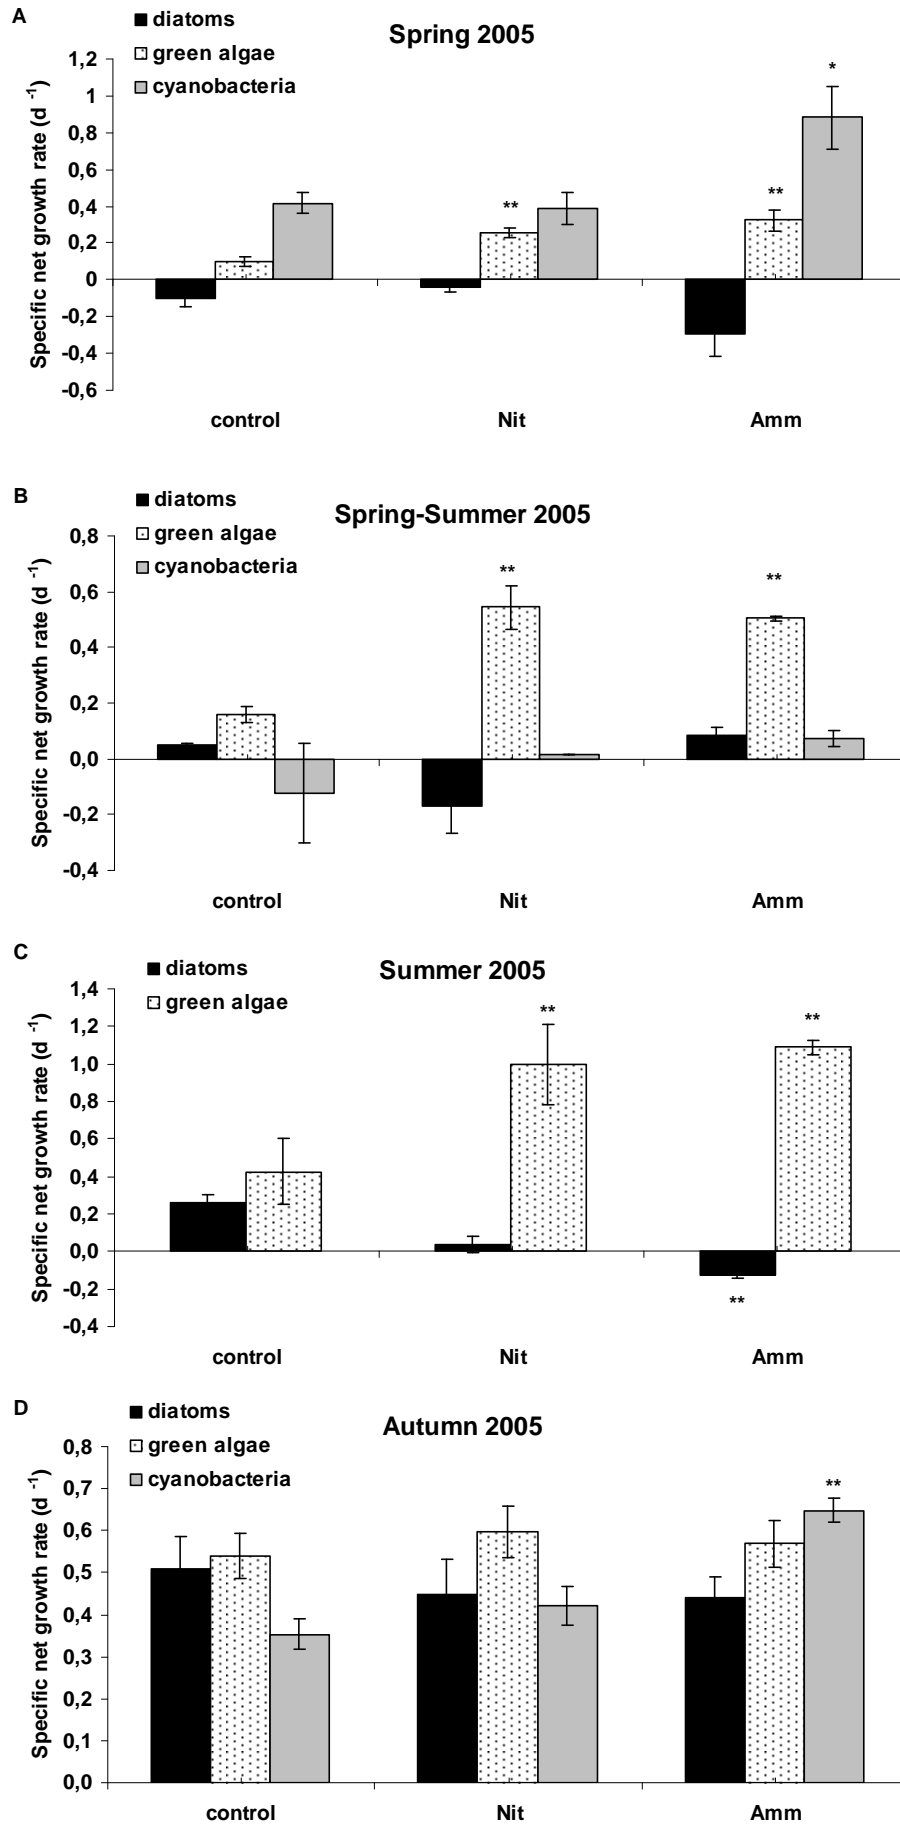 A
diatoms
green algae
cyanobacteria
Spring 2005
Specific net growth rate (d -1)
1,2
1
0,8
0,6
0,4
0,2
0
-0,2
-0,4
-0,6
**
**
*
control
Nit
Amm
B
diatoms
green algae
cyanobacteria
Spring-Summer 2005
Specific net growth rate (d -1)
0,8
0,6
0,4
0,2
0,0
-0,2
-0,4
**
**
control
Nit
Amm
C
diatoms
green algae
Summer 2005
Specific net growth rate (d -1)
1,4
1,2
1,0
0,8
0,6
0,4
0,2
0,0
-0,2
-0,4
**
**
**
control
Nit
Amm
D
diatoms
green algae
cyanobacteria
Autumn 2005
Specific net growth rate (d -1)
0,8
0,7
0,6
0,5
0,4
0,3
0,2
0,1
0,0
**
control
Nit
Amm